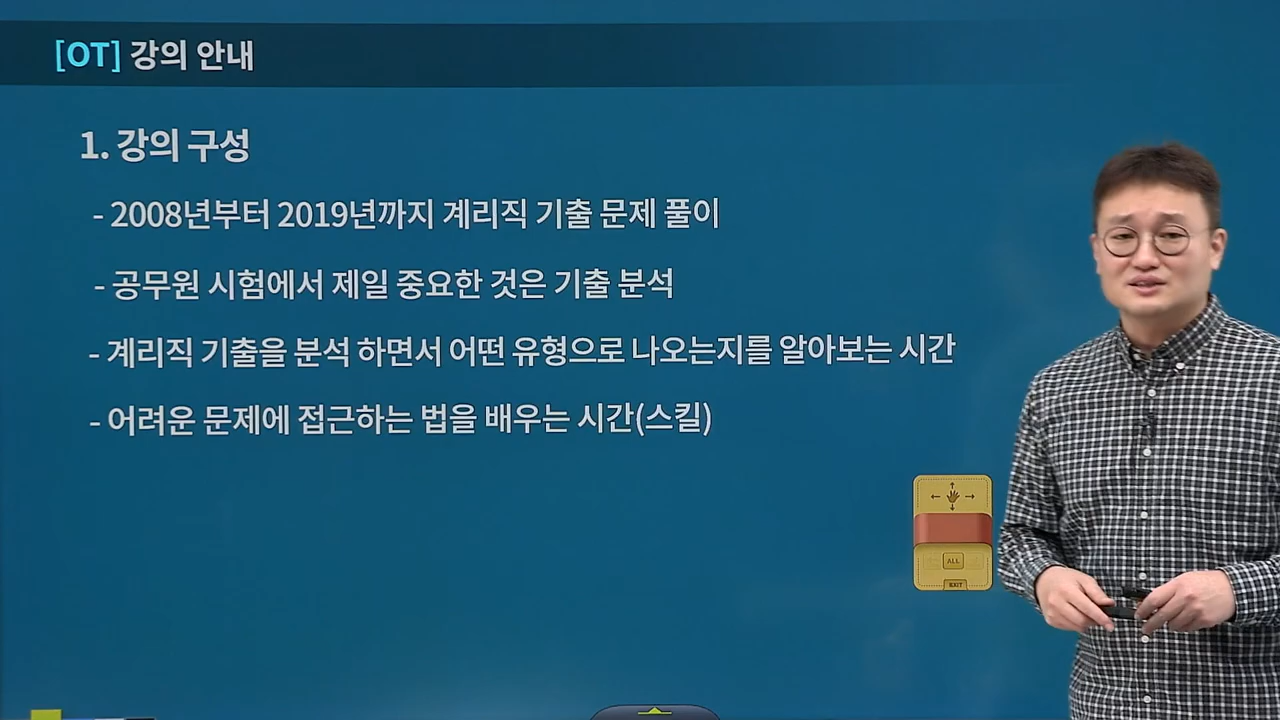 [OT] 강의 안내
1. 강의 구성
- 2008년부터 2019년까지 계리직 기출 문제 풀이
- 공무원 시험에서 제일 중요한 것은 기출 분석
- 계리직 기출을 분석 하면서 어떤 유형으로 나오는지를 알아보는 시간
- 어려운 문제에 접근하는 법을 배우는 시간(스킬)
ALL
EXIT